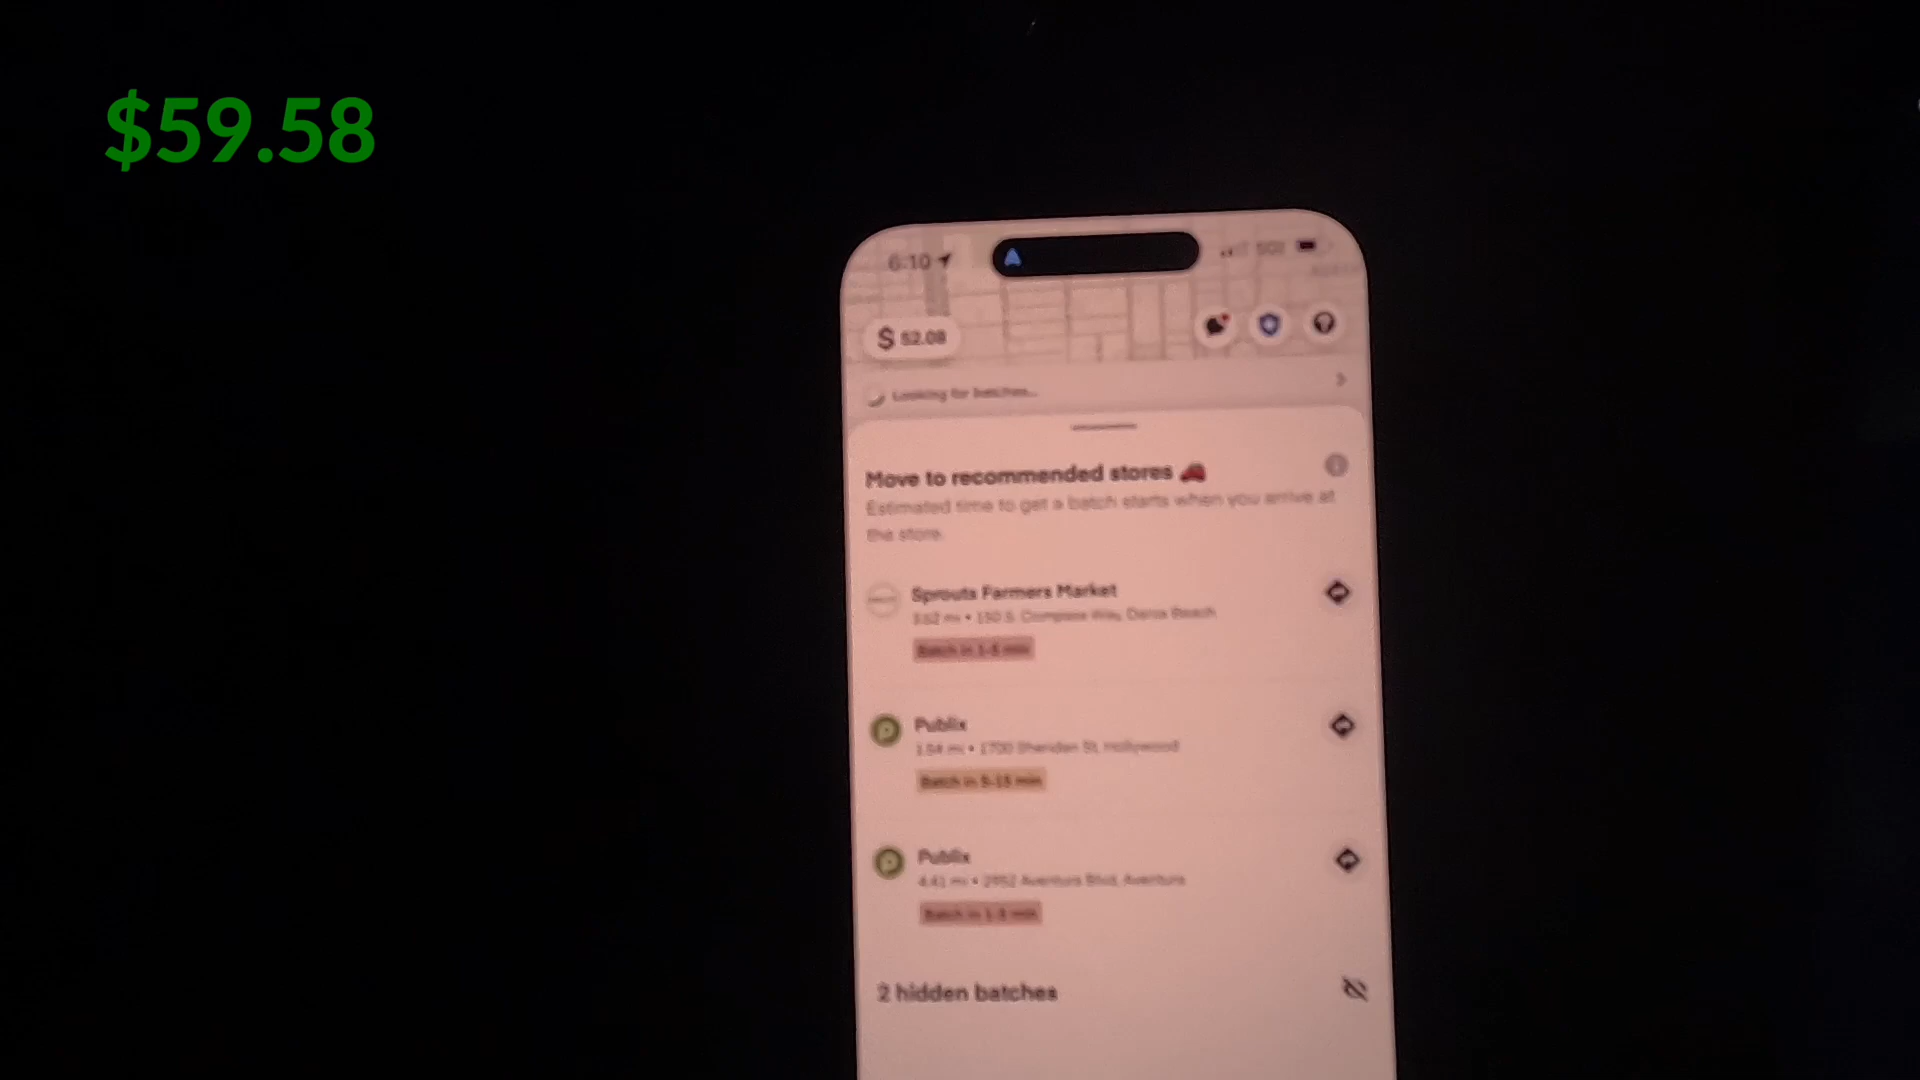 $59.58
6:10
$ 52.08
Looking for batches...
Move to recommended stores
Estimated time to get a batch starts when you arrive at
the store.
Sprouts Farmers Market
mi • 150 S. Compass Way, Dania Beach
Batch in 1-5 min
Publix
1.54 mi • 1700 Sheridan St, Hollywood
Batch in 5-15 min
Publix
4.41 mi • 2952 Aventura Blvd, Aventura
Batch in 1-5 min
2 hidden batches